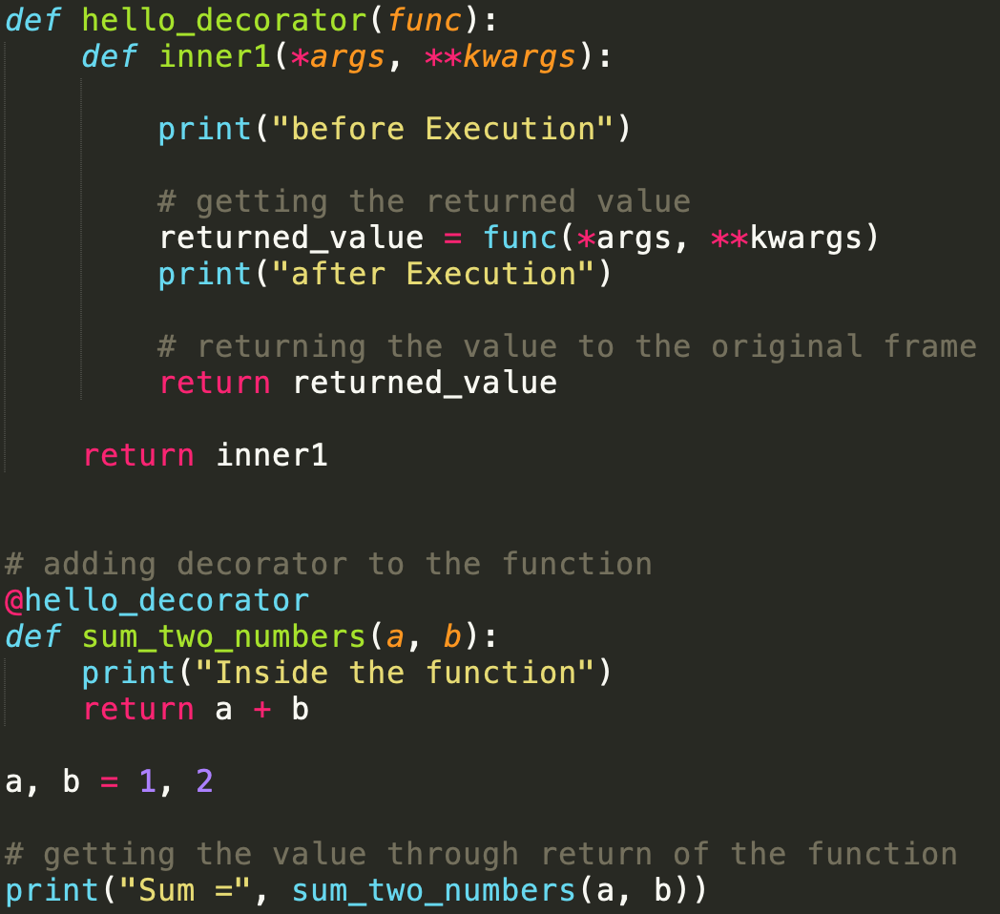 def hello_decorator(func):
    def inner1(*args, **kwargs):

        print("before Execution")

        # getting the returned value
        returned_value = func(*args, **kwargs)
        print("after Execution")

        # returning the value to the original frame
        return returned_value

    return inner1


# adding decorator to the function
@hello_decorator
def sum_two_numbers(a, b):
    print("Inside the function")
    return a + b

a, b = 1, 2

# getting the value through return of the function
print("Sum =", sum_two_numbers(a, b))